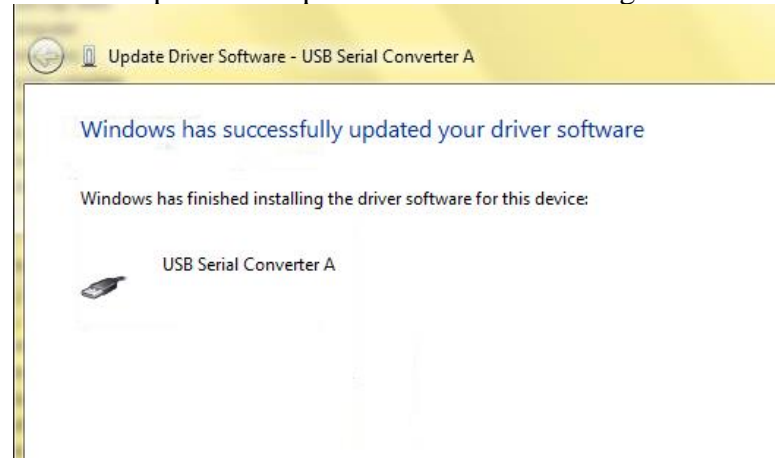 Update Driver Software - USB Serial Converter A
Windows has successfully updated your driver software
Windows has finished installing the driver software for this device:
USB Serial Converter A